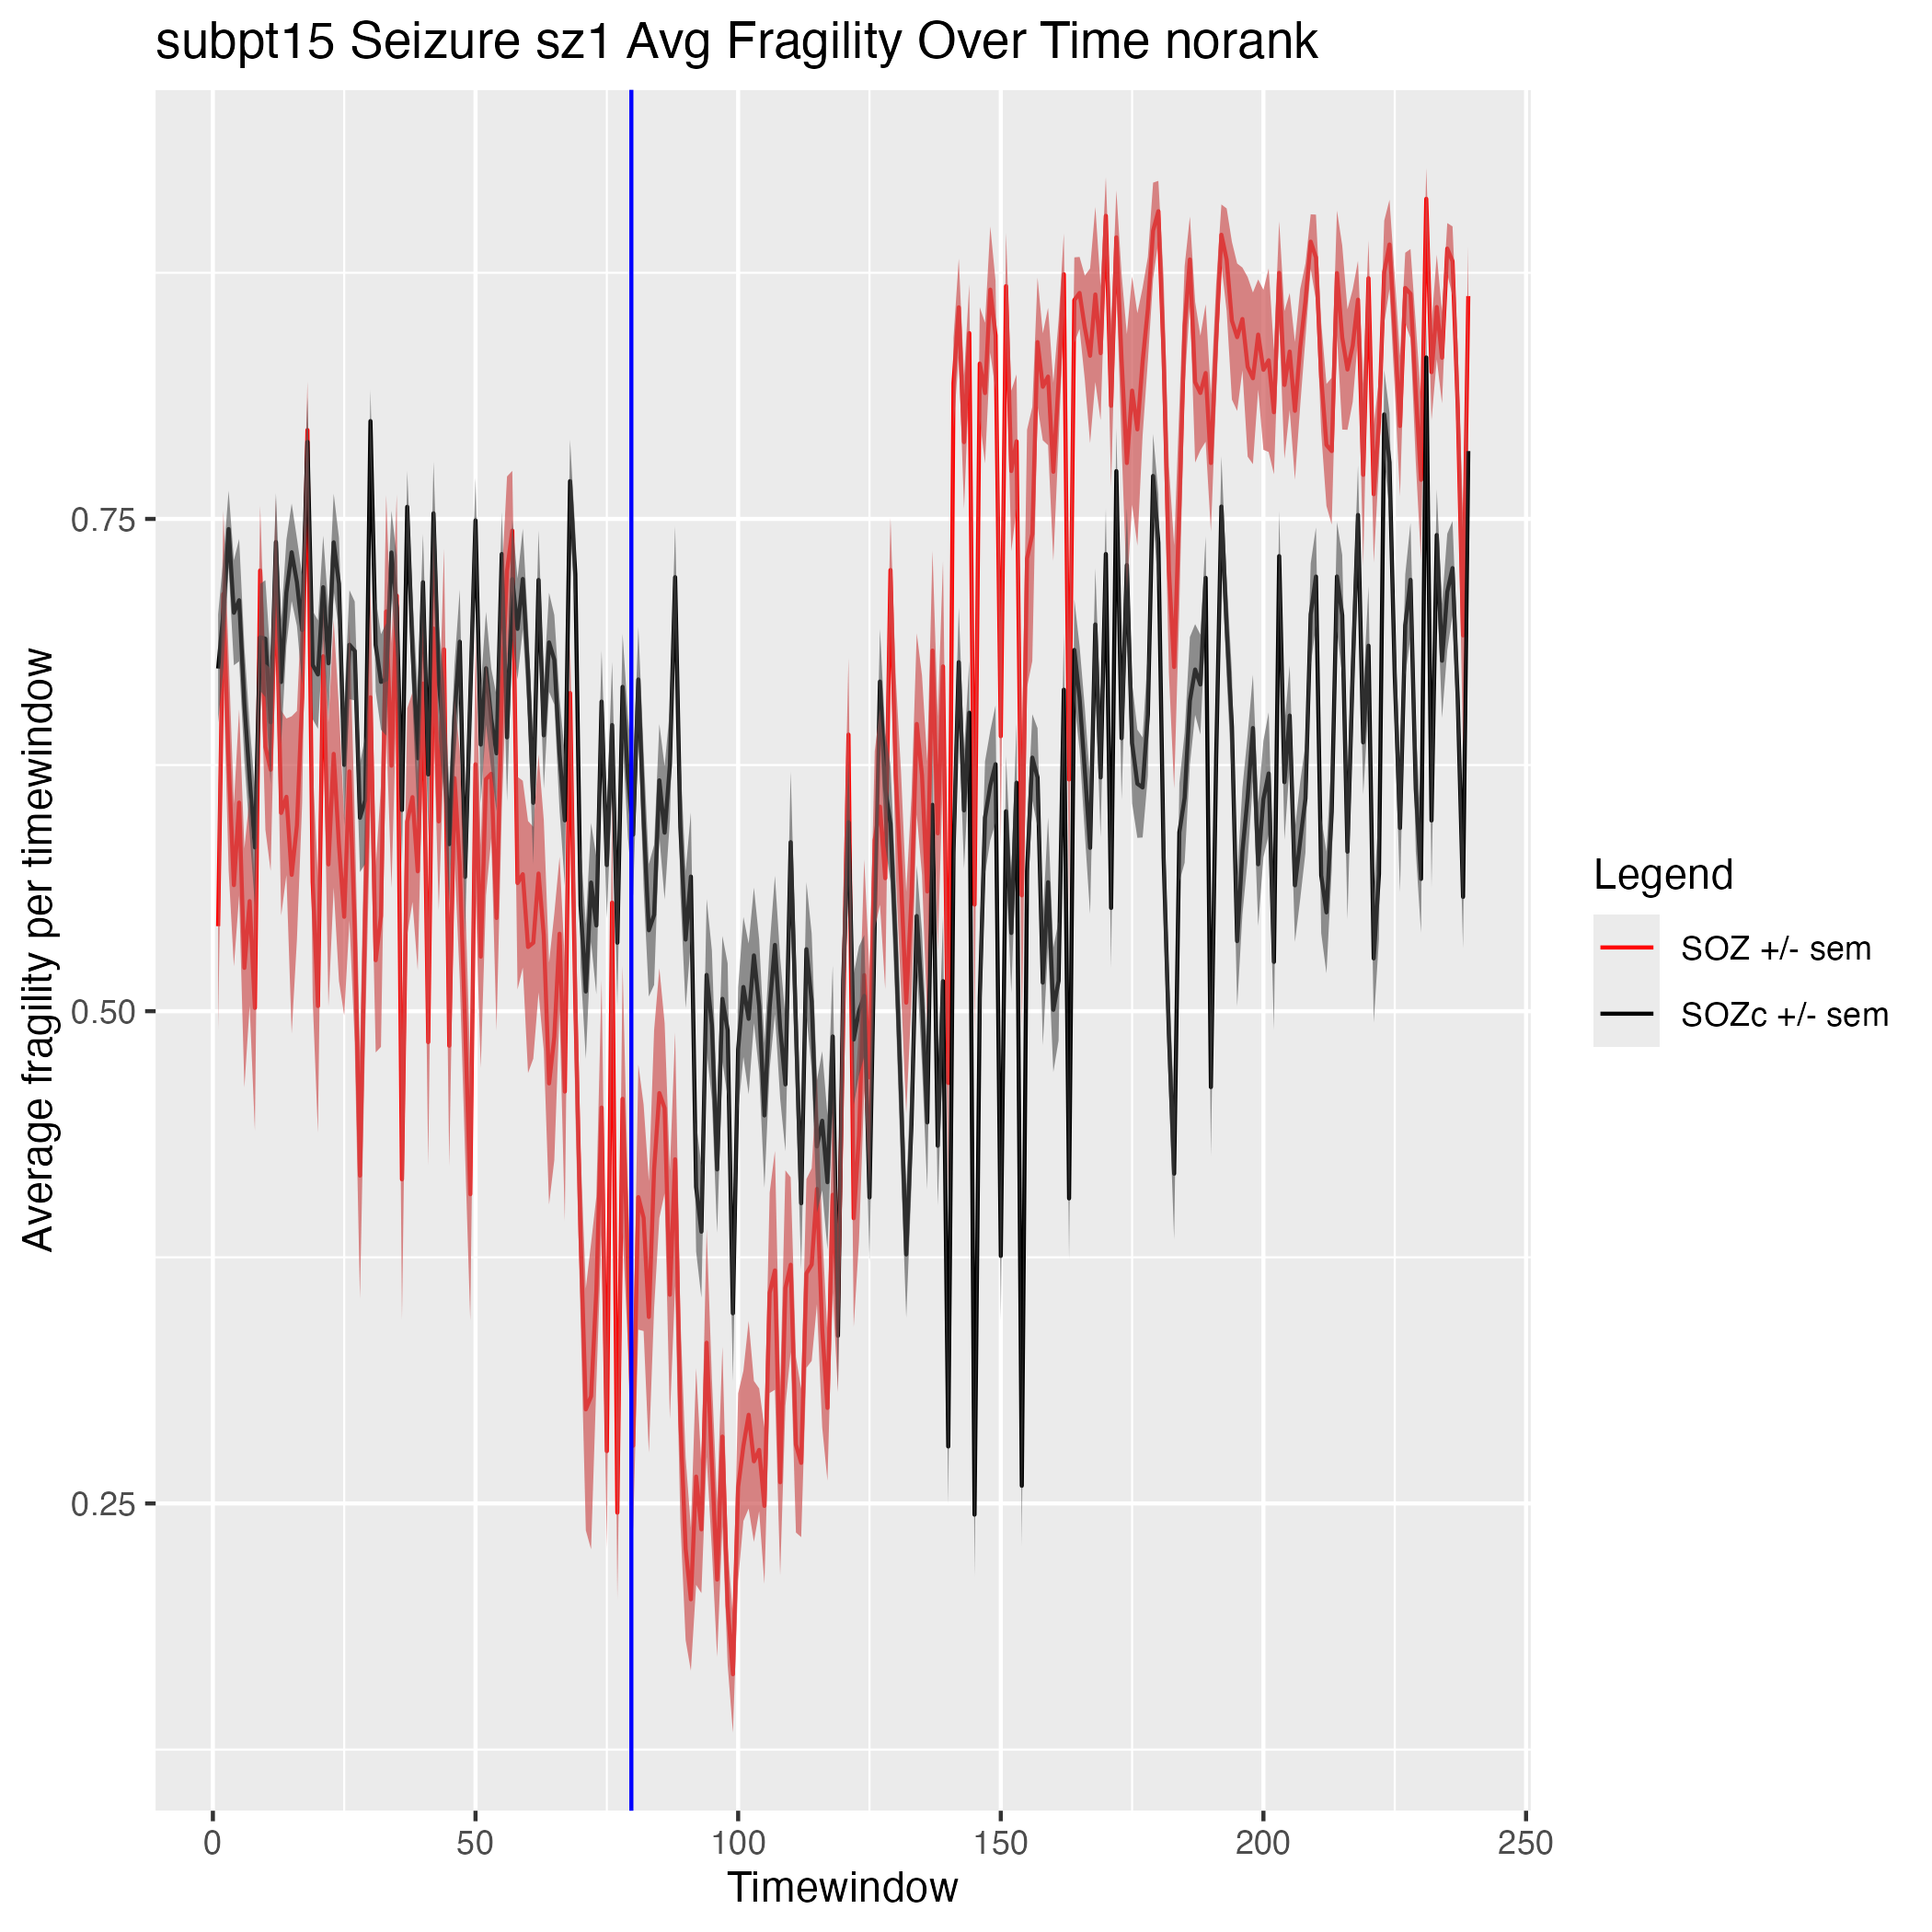 subpt15 Seizure sz1 Avg Fragility Over Time norank
Average fragility per timewindow
0.75
0.50
0.25
0
50
100
150
200
250
Timewindow
Legend
SOZ +/- sem
SOZc +/- sem